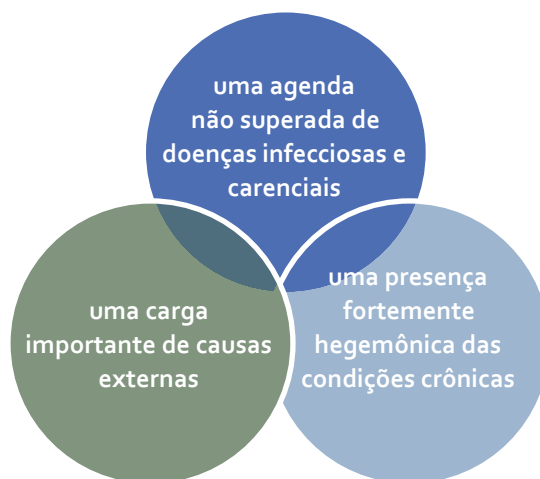 uma agenda
não superada de
doenças infecciosas e
carenciais
uma carga
importante de causas
externas
uma presença
fortemente
hegemônica das
condições crônicas